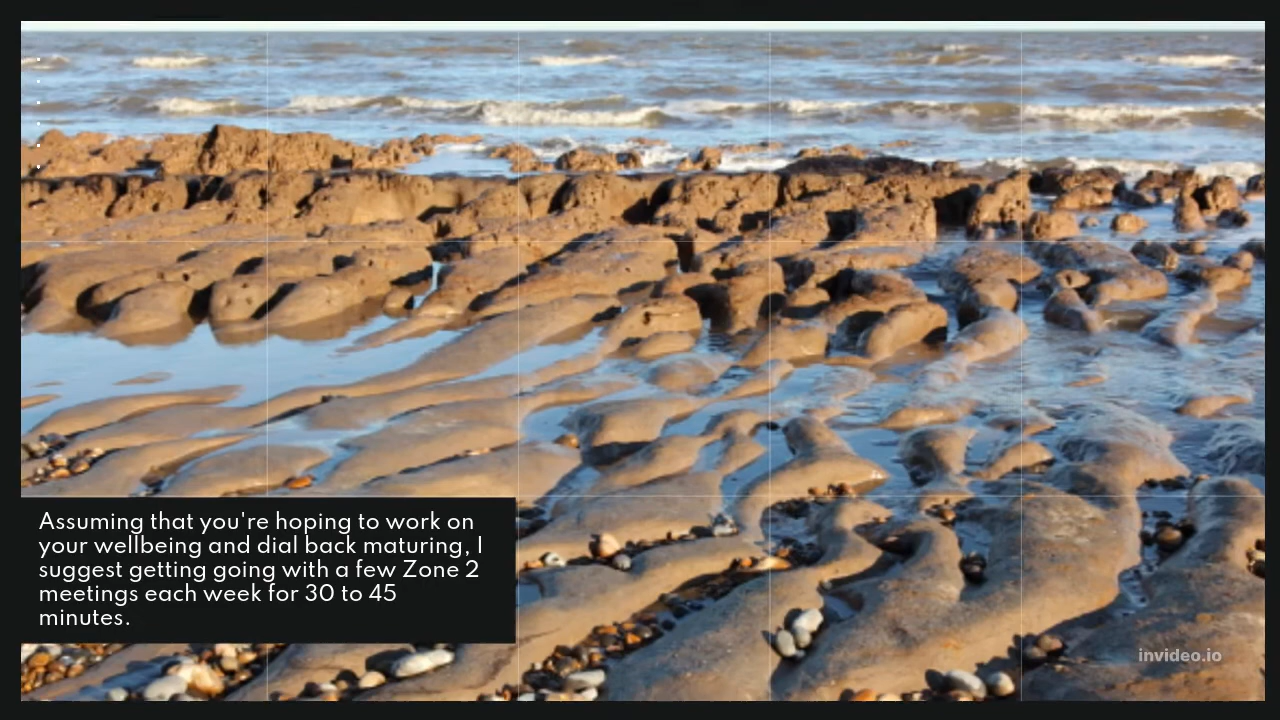 Assuming that you're hoping to work on
your wellbeing and dial back maturing, I
suggest getting going with a few Zone 2
meetings each week for 30 to 45
minutes.
invideo.io